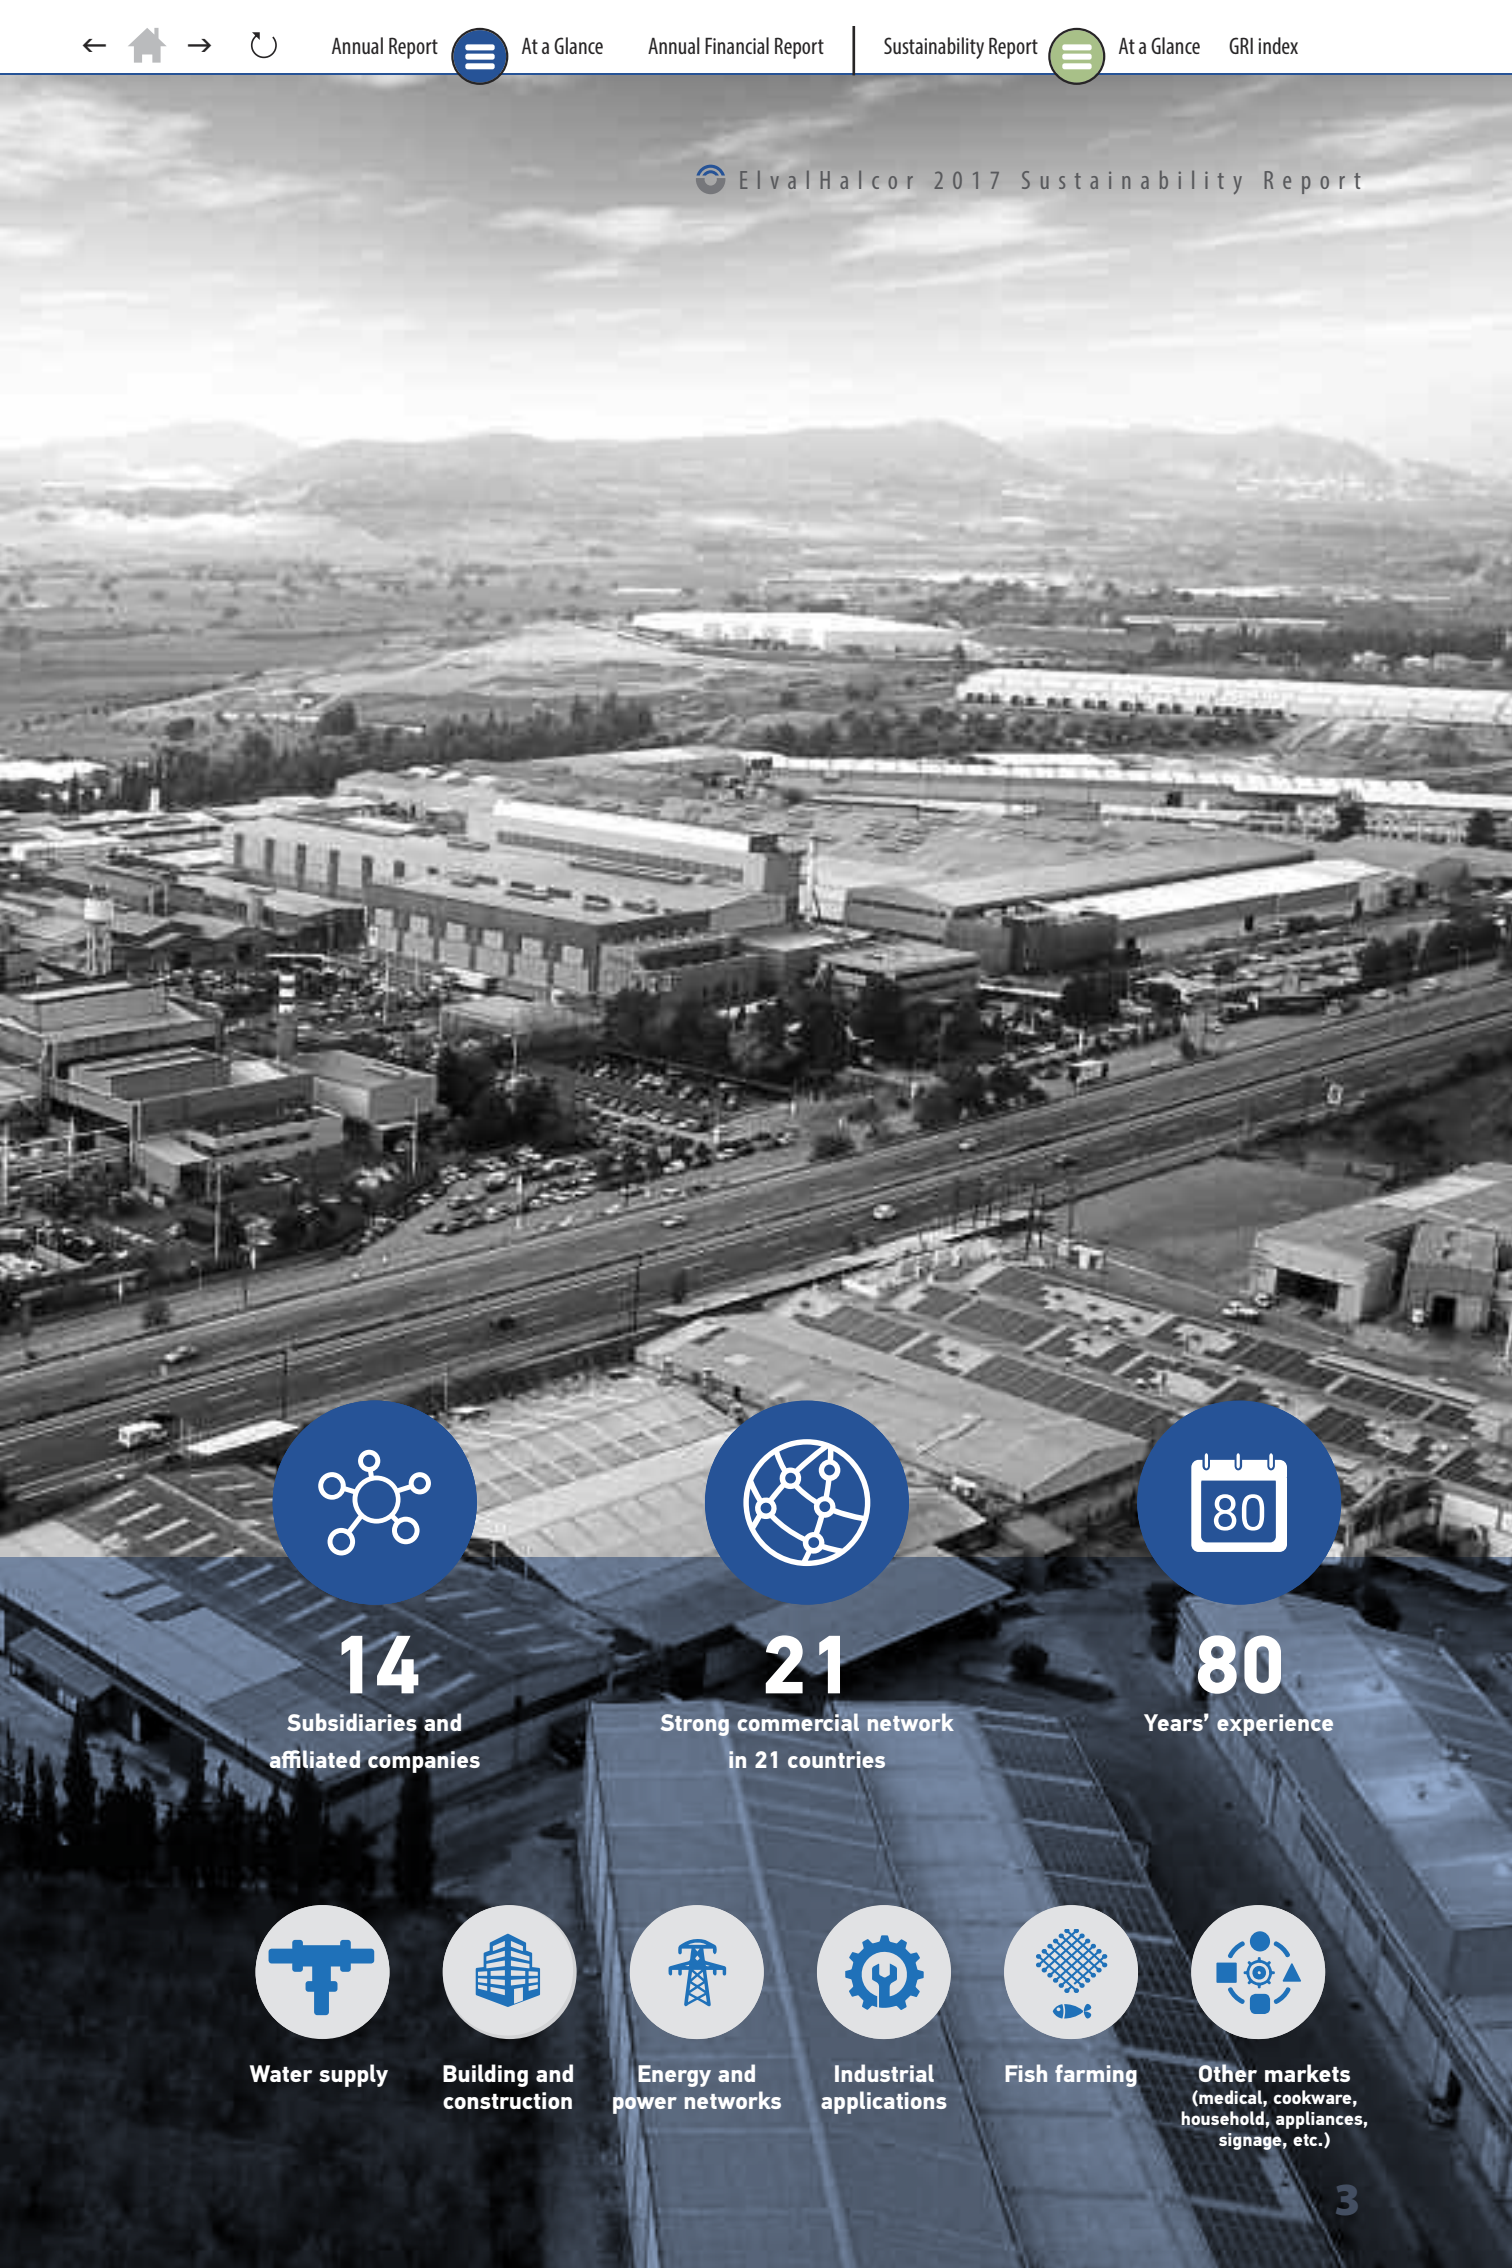 Annual Report At a Glance Annual Financial Report Sustainability Report At a Glance GRI index
ElvalHalcor 2017 Sustainability Report
80
14 21 80
Subsidiaries and Strong commercial network Years’ experience
affiliated companies in 21 countries
Water supply Building and Energy and Industrial Fish farming Other markets
construction power networks applications (medical, cookware,
household, appliances,
signage, etc.)
3